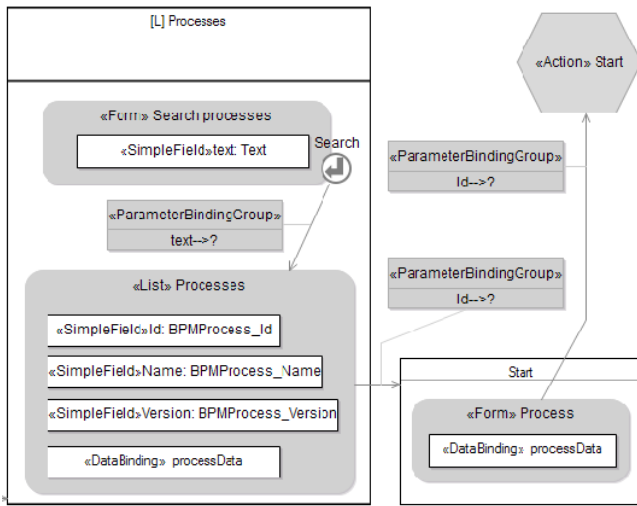 [L] Processes
«Action» Start
«Form» Search processes
«SimpleField»text: Text
Search
«ParameterBindingGroup»
Id-->?
«ParameterBindingGroup»
text-->?
«ParameterBindingGroup»
Id-->?
«List» Processes
«SimpleField»Id: BPMProcess_Id
«SimpleField»Name: BPMProcess_Name
«SimpleField»Version: BPMProcess_Version
«DataBinding» processData
Start
«Form» Process
«DataBinding» processData